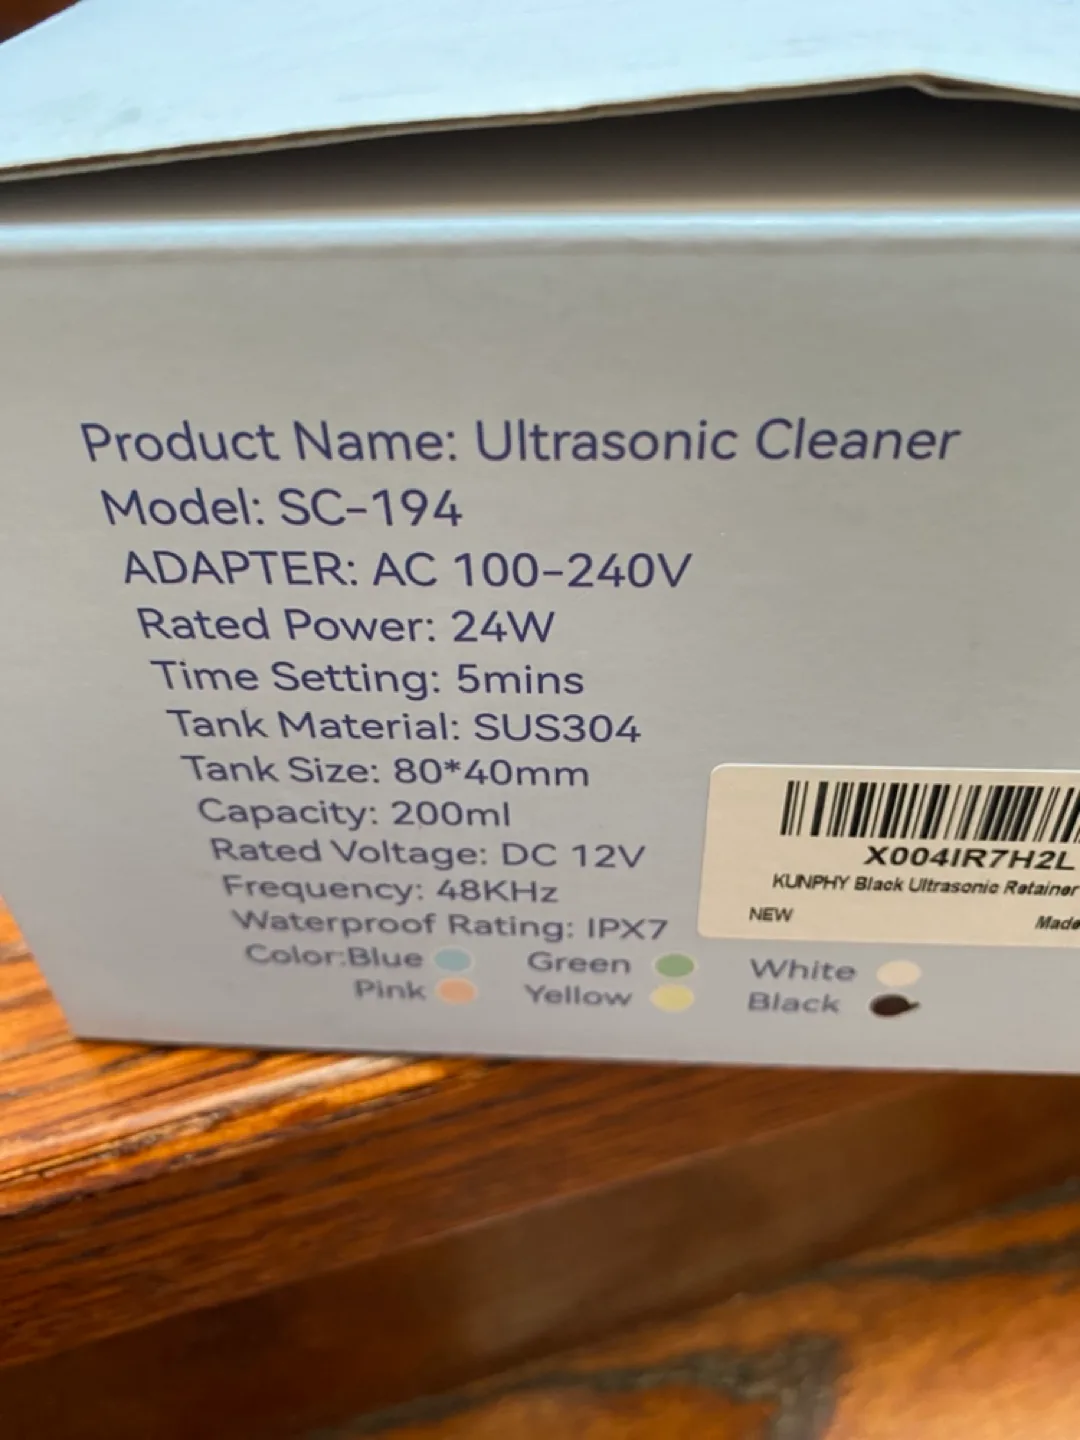 Product Name: Ultrasonic Cleaner
Model: SC-194
ADAPTER: AC 100-240V
Rated Power: 24W
Time Setting: 5mins
Tank Material: SUS304
Tank Size: 80*40mm
Capacity: 200ml
Rated Voltage: DC 12V
Frequency: 48KHz
Waterproof Rating: IPX7
Color:Blue Green White
Pink Yellow Black
X004IR7H2L
KUNPHY Black Ultrasonic Retainer
NEW
Made